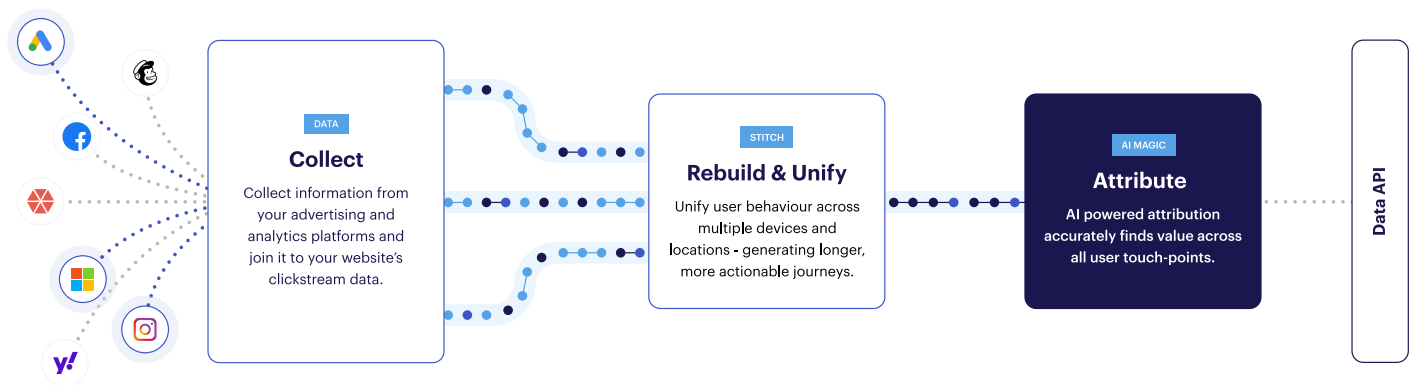 DATA
Collect
Collect information from
your advertising and
analytics platforms and
join it to your website’s
clickstream data.
STITCH
Rebuild & Unify
Unify user behaviour across
multiple devices and
locations - generating longer,
more actionable journeys.
AI MAGIC
Attribute
AI powered attribution
accurately finds value across
all user touch-points.
Data API
y!